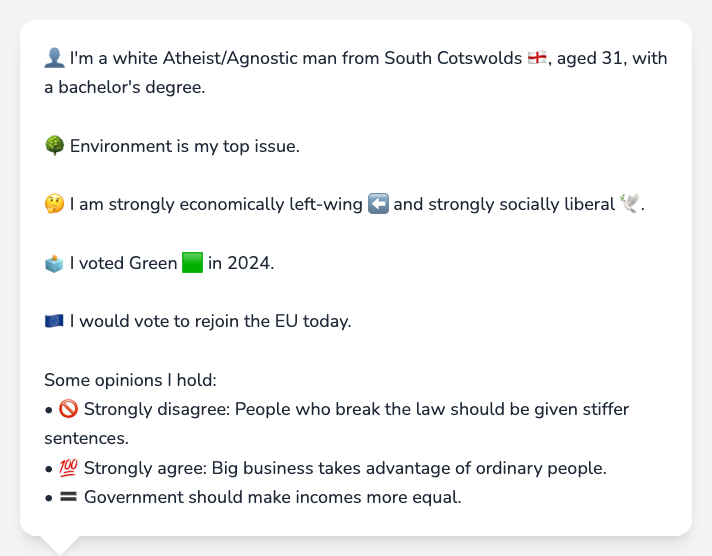 👤 I'm a white Atheist/Agnostic man from South Cotswolds 🏴󠁧󠁢󠁥󠁮󠁧󠁿, aged 31, with
a bachelor's degree.
🌳 Environment is my top issue.
🤔 I am strongly economically left-wing ⬅️ and strongly socially liberal 🕊️.
🗳️ I voted Green 🟩 in 2024.
🇪🇺 I would vote to rejoin the EU today.
Some opinions I hold:
• 🚫 Strongly disagree: People who break the law should be given stiffer
sentences.
• 💯 Strongly agree: Big business takes advantage of ordinary people.
• 🟰 Government should make incomes more equal.